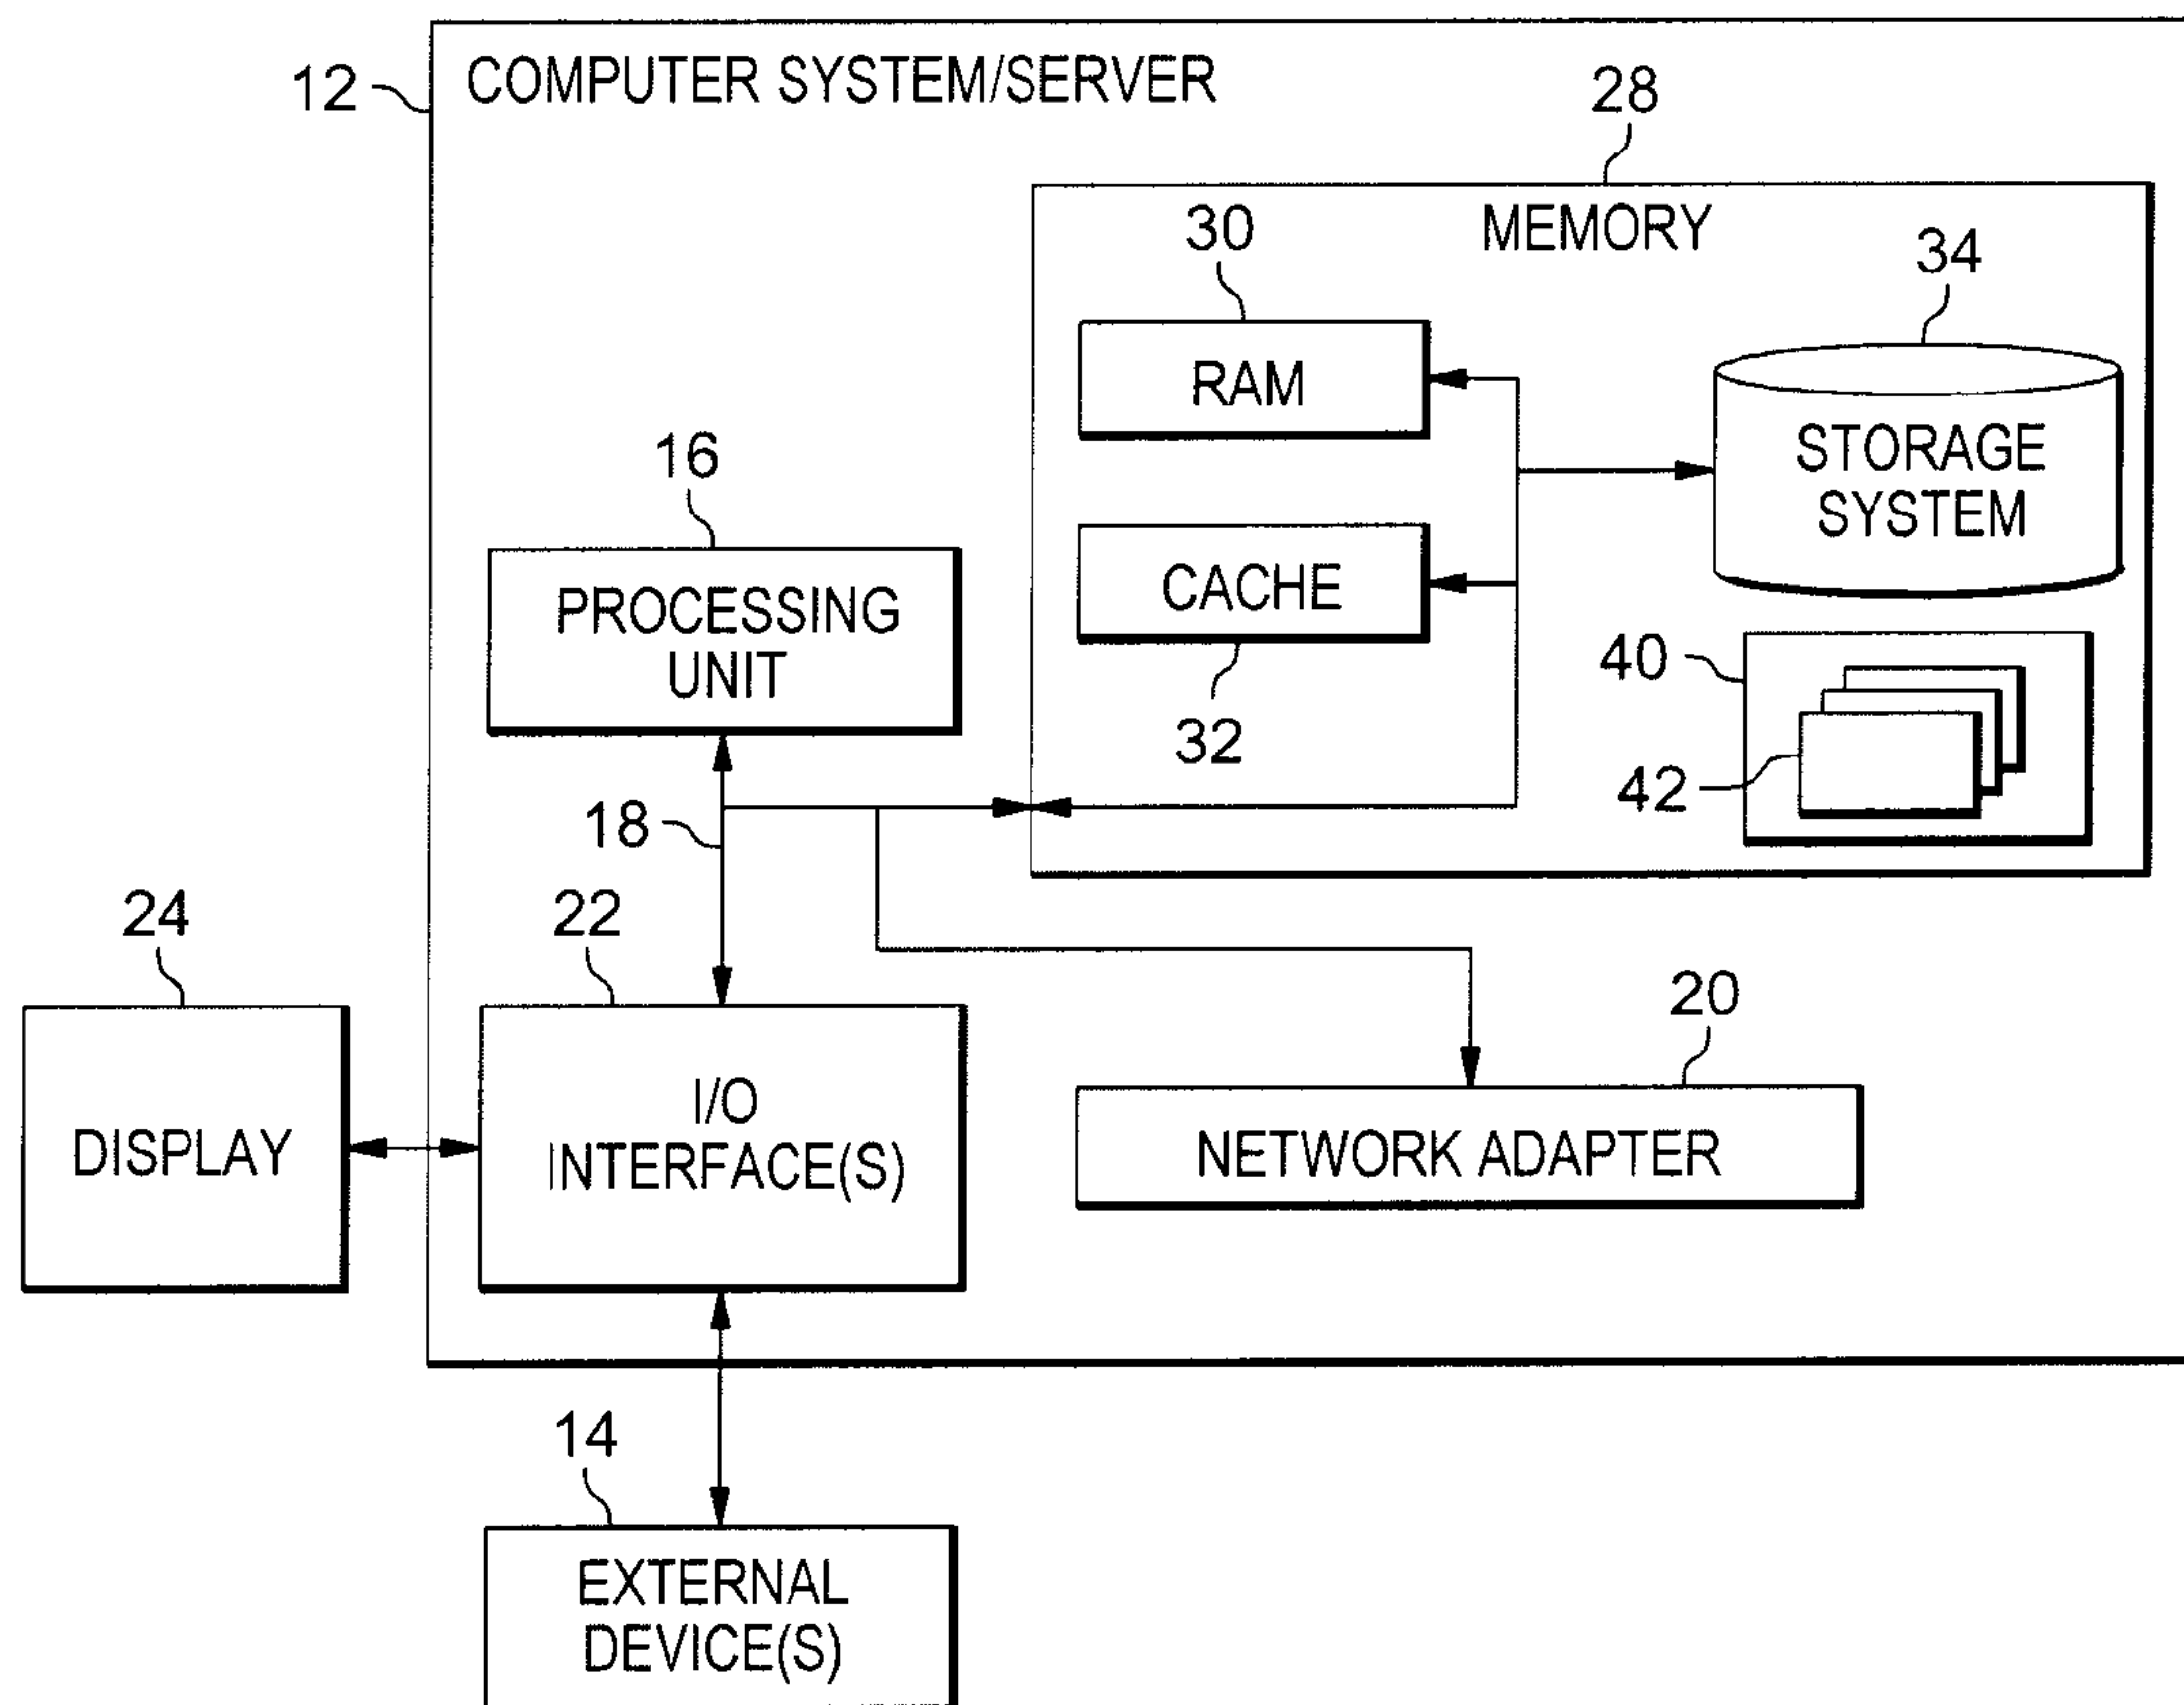 12
COMPUTER SYSTEM/SERVER
28
MEMORY
30
34
RAM
STORAGE
SYSTEM
16
CACHE
PROCESSING
UNIT
32
40
42
18
24
22
20
DISPLAY
I/O
INTERFACE(S)
NETWORK ADAPTER
14
EXTERNAL
DEVICE(S)